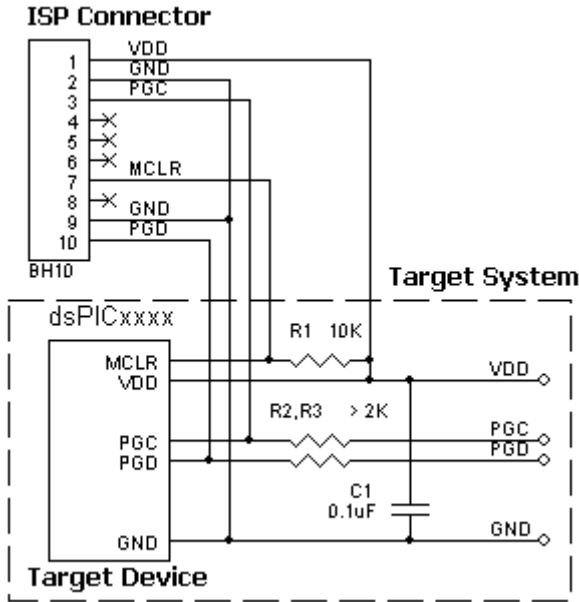 ISP Connector
VDD
1
GND
2
PGC
3
4
5
6
MCLR
7
8
GND
9
PGD
10
BH10
Target System
dsPICxxxx
R1 10K
MCLR
VDD
VDD
R2,R3 > 2K
PGC
PGC
PGD
PGD
C1
0.1uF
GND
GND
Target Device